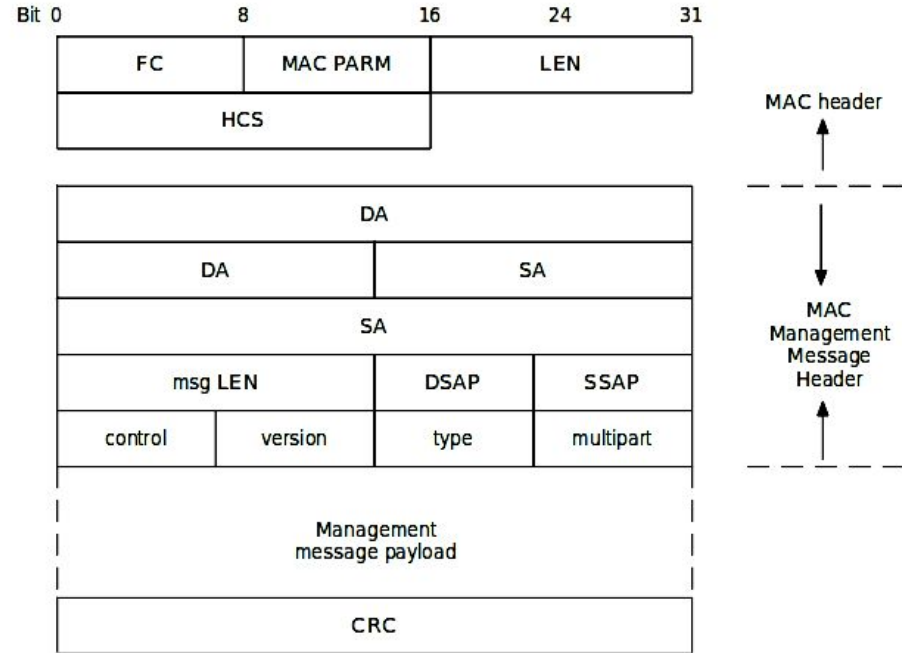 Bit 0 8 16 24 31
FC MAC PARM LEN
HCS
MAC header
DA
DA SA
SA
msg LEN DSAP SSAP
control version type multipart
MAC
Management
Message
Header
Management
message payload
CRC